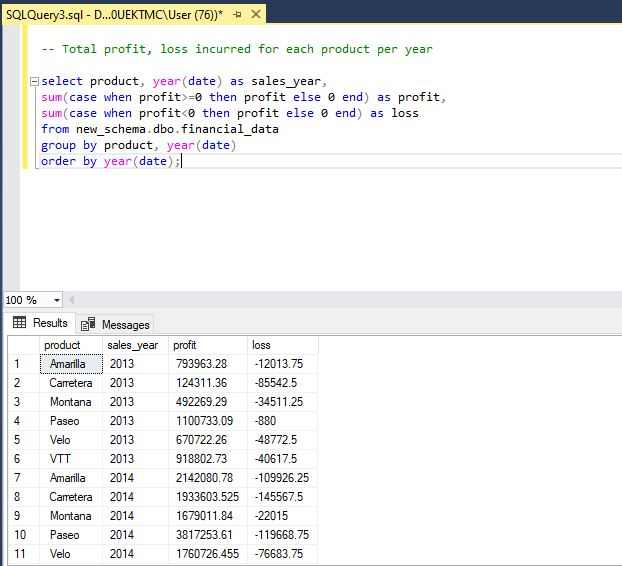 SQLQuery3.sql - D...0UEKTMC\User (76))*
-- Total profit, loss incurred for each product per year
select product, year(date) as sales_year,
sum(case when profit>=0 then profit else 0 end) as profit,
sum(case when profit<0 then profit else 0 end) as loss
from new_schema.dbo.financial_data
group by product, year(date)
order by year(date);
100 %
Results Messages
product sales_year profit loss
1 Amarilla 2013 793963.28 -12013.75
2 Carretera 2013 124311.36 -85542.5
3 Montana 2013 492269.29 -34511.25
4 Paseo 2013 1100733.09 -880
5 Velo 2013 670722.26 -48772.5
6 VTT 2013 918802.73 -40617.5
7 Amarilla 2014 2142080.78 -109926.25
8 Carretera 2014 1933603.525 -145567.5
9 Montana 2014 1679011.84 -22015
10 Paseo 2014 3817253.61 -119668.75
11 Velo 2014 1760726.455 -76683.75